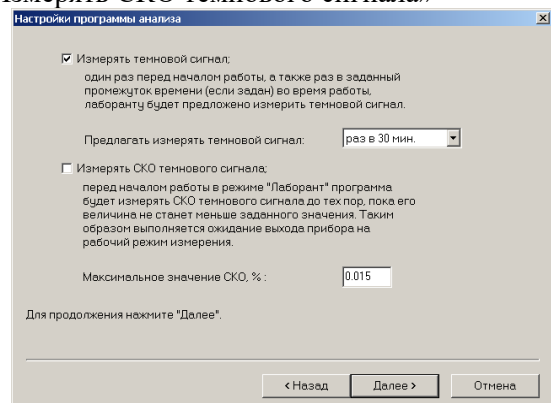 Измерять СКО темнового сигнала»
Настройки программы анализа
Измерять темновой сигнал;
один раз перед началом работы, а также раз в заданный
промежуток времени (если задан) во время работы,
лаборанту будет предложено измерить темновой сигнал.
Предлагать измерять темновой сигнал: раз в 30 мин.
Измерять СКО темнового сигнала;
перед началом работы в режиме "Лаборант" программа
будет измерять СКО темнового сигнала до тех пор, пока его
величина не станет меньше заданного значения. Таким
образом выполняется ожидание выхода прибора на
рабочий режим измерения.
Максимальное значение СКО, % : 0.015
Для продолжения нажмите "Далее".
< Назад Далее > Отмена